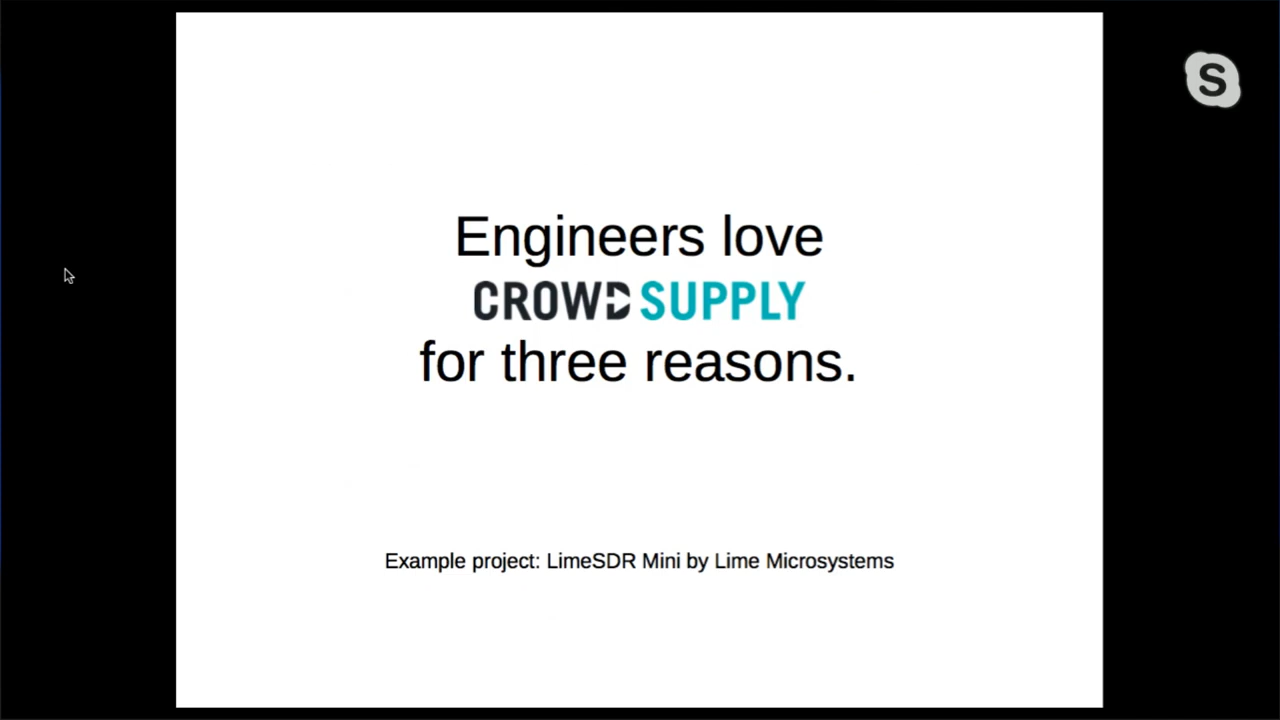 Engineers love
CROWD SUPPLY
for three reasons.
Example project: LimeSDR Mini by Lime Microsystems
S